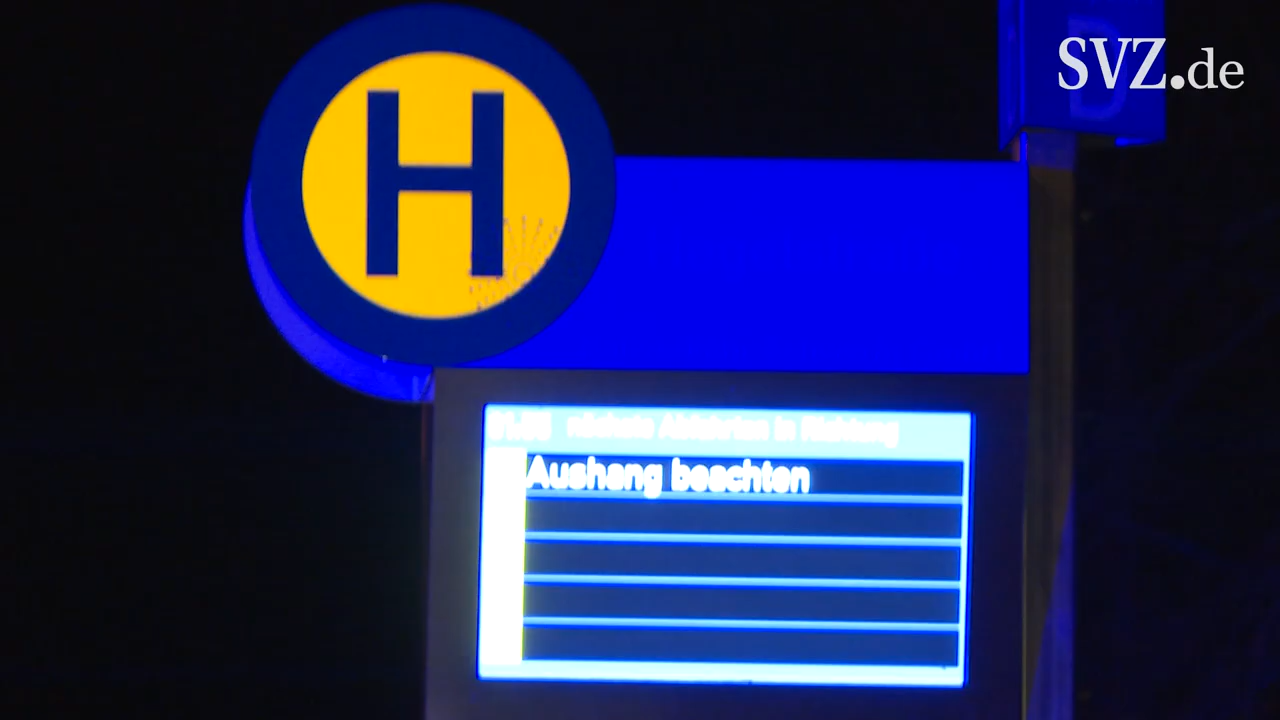 SVZ.de
D
H
nächste Abfahrten in Richtung
Aushang beachten